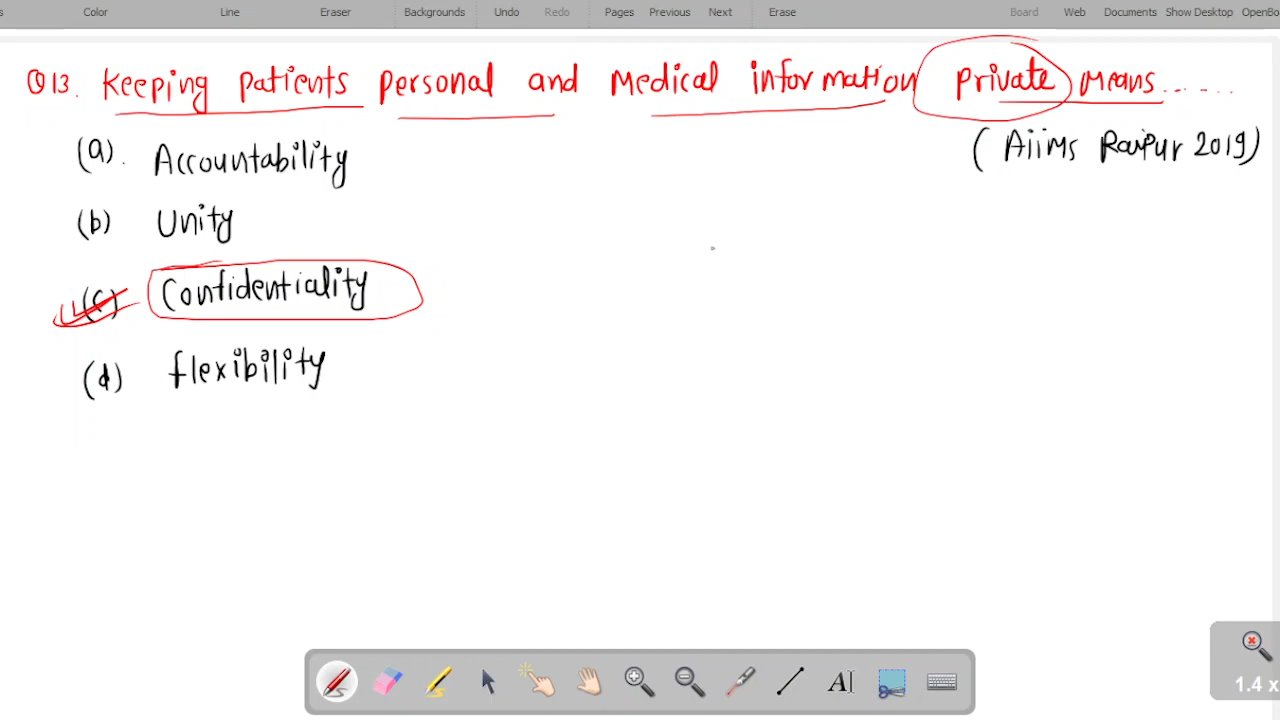 s Color Line Eraser Backgrounds Undo Redo Pages Previous Next Erase Board Web Documents Show Desktop OpenBo
Q13. Keeping patients personal and Medical information private means......
(Aiims Raipur 2019)
(a). Accountability
(b) Unity
(c) Confidentiality
(d) flexibility
1.4 x